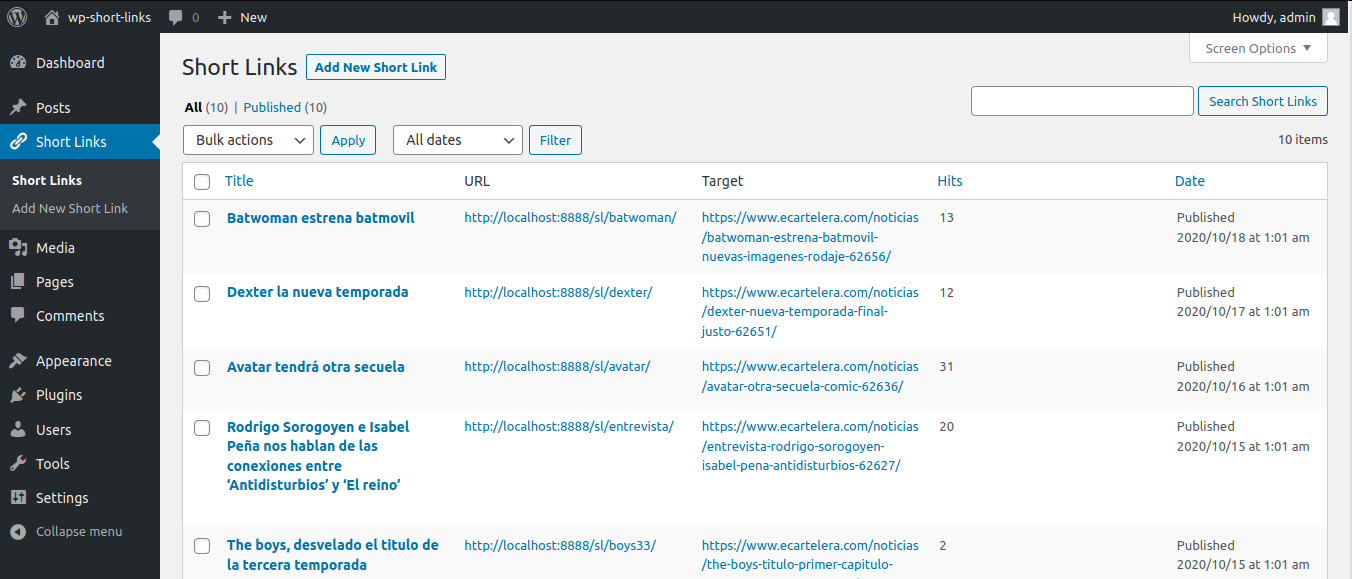 wp-short-links 0 New Howdy, admin
Dashboard
Posts
Short Links
Short Links
Add New Short Link
Media
Pages
Comments
Appearance
Plugins
Users
Tools
Settings
Collapse menu
Screen Options
Short Links Add New Short Link
All (10) | Published (10)
Search Short Links
Bulk actions Apply All dates Filter 10 items
Title URL Target Hits Date
Batwoman estrena batmovil http://localhost:8888/sl/batwoman/ https://www.ecartelera.com/noticias 13 Published
/batwoman-estrena-batmovil- 2020/10/18 at 1:01 am
nuevas-imagenes-rodaje-62656/
Dexter la nueva temporada http://localhost:8888/sl/dexter/ https://www.ecartelera.com/noticias 12 Published
/dexter-nueva-temporada-final- 2020/10/17 at 1:01 am
justo-62651/
Avatar tendrá otra secuela http://localhost:8888/sl/avatar/ https://www.ecartelera.com/noticias 31 Published
/avatar-otra-secuela-comic-62636/ 2020/10/16 at 1:01 am
Rodrigo Sorogoyen e Isabel http://localhost:8888/sl/entrevista/ https://www.ecartelera.com/noticias 20 Published
Peña nos hablan de las /entrevista-rodrigo-sorogoyen- 2020/10/15 at 1:01 am
conexiones entre isabel-pena-antidisturbios-62627/
‘Antidisturbios’ y ‘El reino’
The boys, desvelado el titulo de http://localhost:8888/sl/boys33/ https://www.ecartelera.com/noticias 2 Published
la tercera temporada /the-boys-titulo-primer-capitulo- 2020/10/15 at 1:01 am